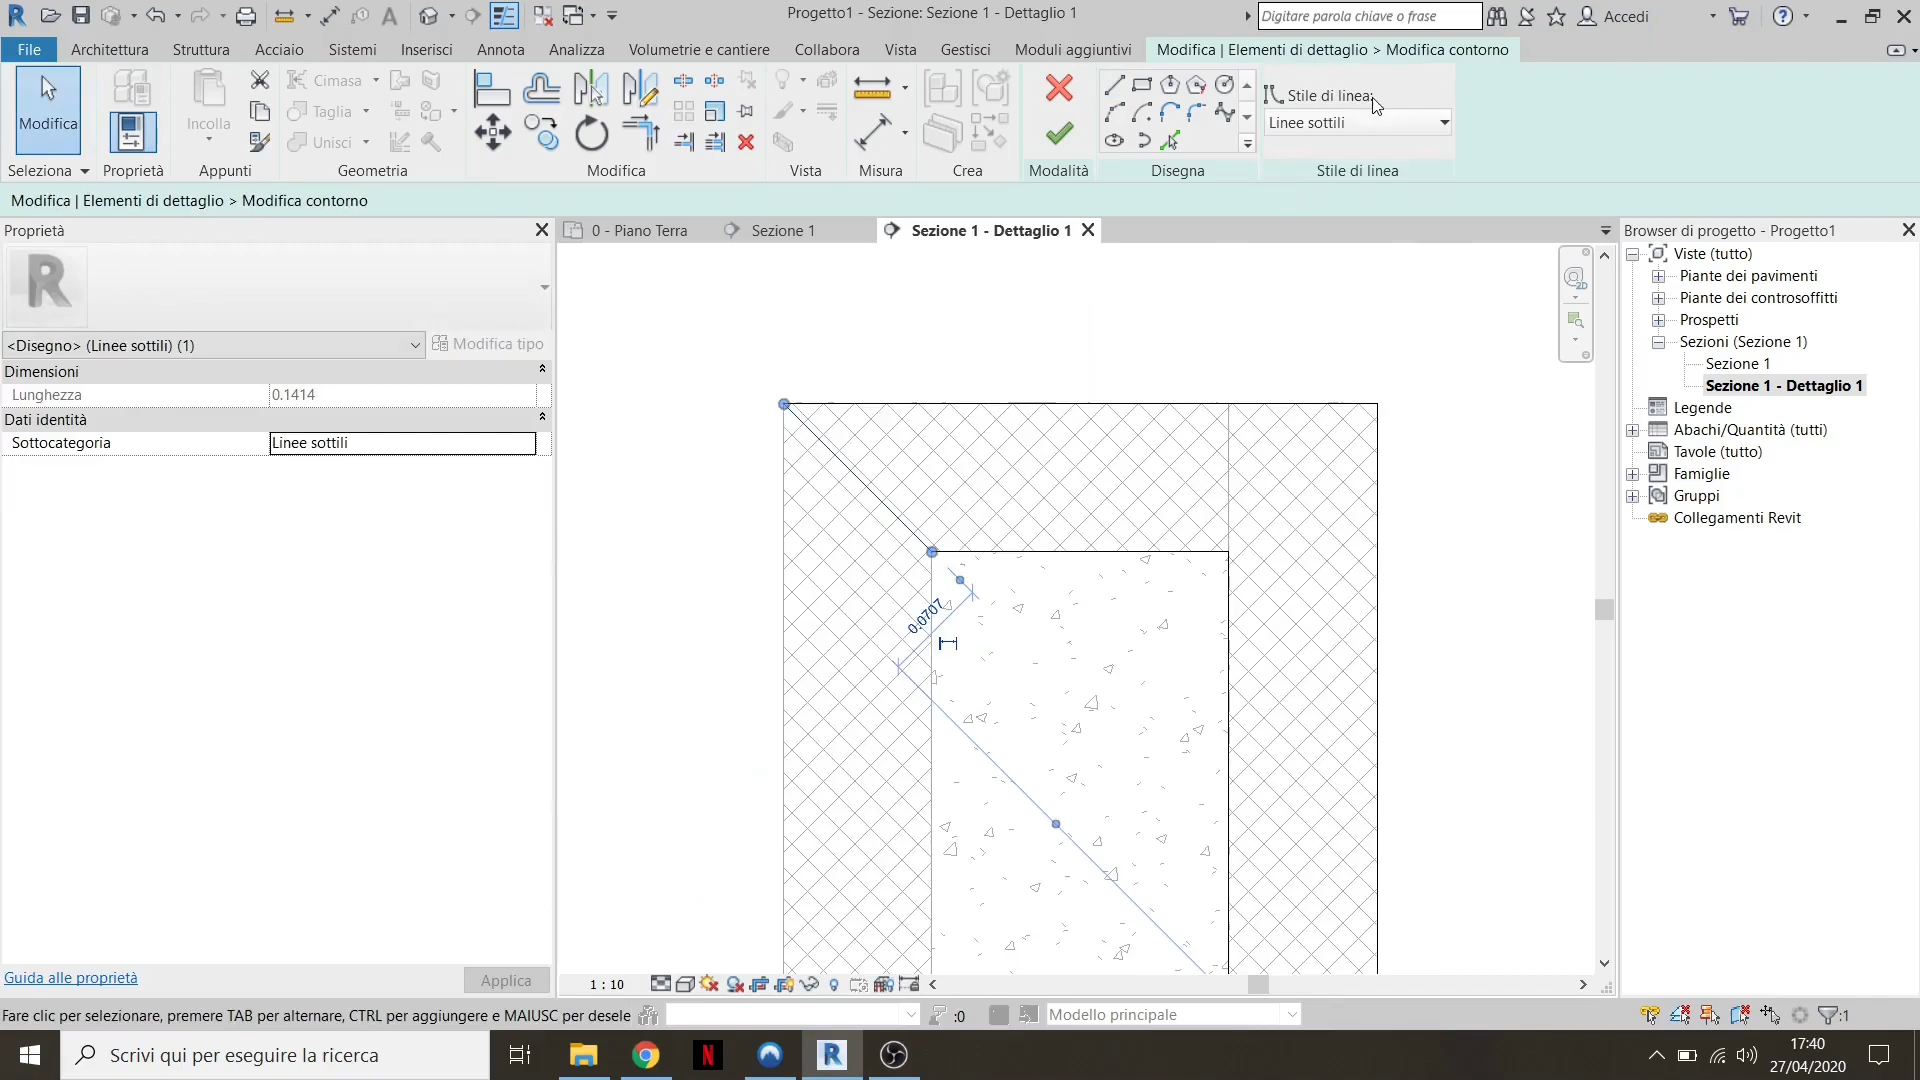 Progetto1 - Sezione: Sezione 1 - Dettaglio 1
Digitare parola chiave o frase
Accedi
File
Architettura
Struttura
Acciaio
Sistemi
Inserisci
Annota
Analizza
Volumetrie e cantiere
Collabora
Vista
Gestisci
Moduli aggiuntivi
Modifica | Elementi di dettaglio > Modifica contorno
Modifica
Incolla
Cimasa
Taglia
Unisci
Stile di linea:
Linee sottili
Seleziona
Proprietà
Appunti
Geometria
Modifica
Vista
Misura
Crea
Modalità
Disegna
Stile di linea
Modifica | Elementi di dettaglio > Modifica contorno
Proprietà
0 - Piano Terra
Sezione 1
Sezione 1 - Dettaglio 1
Browser di progetto - Progetto1
<Disegno> (Linee sottili) (1)
Modifica tipo
Dimensioni
Lunghezza
0.1414
Dati identità
Sottocategoria
Linee sottili
0.0707
Viste (tutto)
Piante dei pavimenti
Piante dei controsoffitti
Prospetti
Sezioni (Sezione 1)
Sezione 1
Sezione 1 - Dettaglio 1
Legende
Abachi/Quantità (tutti)
Tavole (tutto)
Famiglie
Gruppi
Collegamenti Revit
Guida alle proprietà
Applica
1 : 10
Fare clic per selezionare, premere TAB per alternare, CTRL per aggiungere e MAIUSC per desele
:0
Modello principale
:1
Scrivi qui per eseguire la ricerca
17:40
27/04/2020